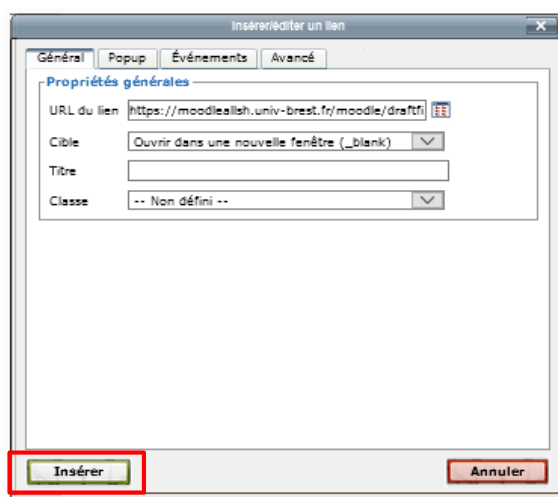 Insérer/éditer un lien
Général Popup Événements Avancé
Propriétés générales
URL du lien https://moodleallsh.univ-brest.fr/moodle/draftfi
Cible Ouvrir dans une nouvelle fenêtre (_blank)
Titre
Classe -- Non défini --
Insérer Annuler